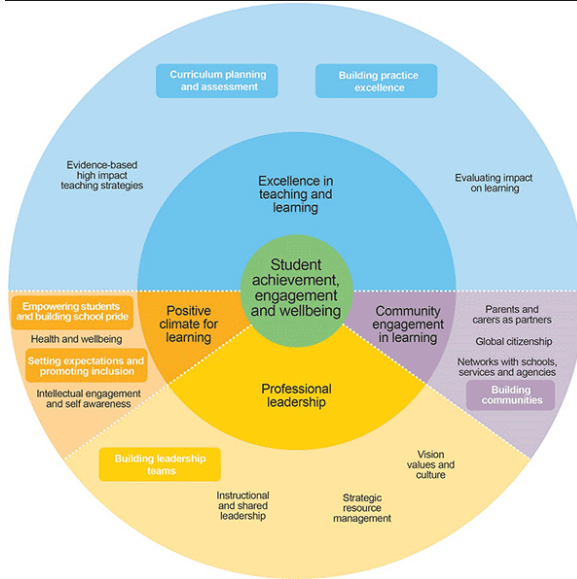 Curriculum planning
and assessment
Building practice
excellence
Evidence-based
high impact
teaching strategies
Excellence in
teaching and
learning
Evaluating impact
on learning
Student
achievement,
engagement
and wellbeing
Empowering students
and building school pride
Health and wellbeing
Setting expectations and
promoting inclusion
Intellectual engagement
and self awareness
Positive
climate for
learning
Community
engagement
in learning
Parents and
carers as partners
Global citizenship
Networks with schools,
services and agencies
Building
communities
Professional
leadership
Building leadership
teams
Instructional
and shared
leadership
Strategic
resource
management
Vision
values and
culture